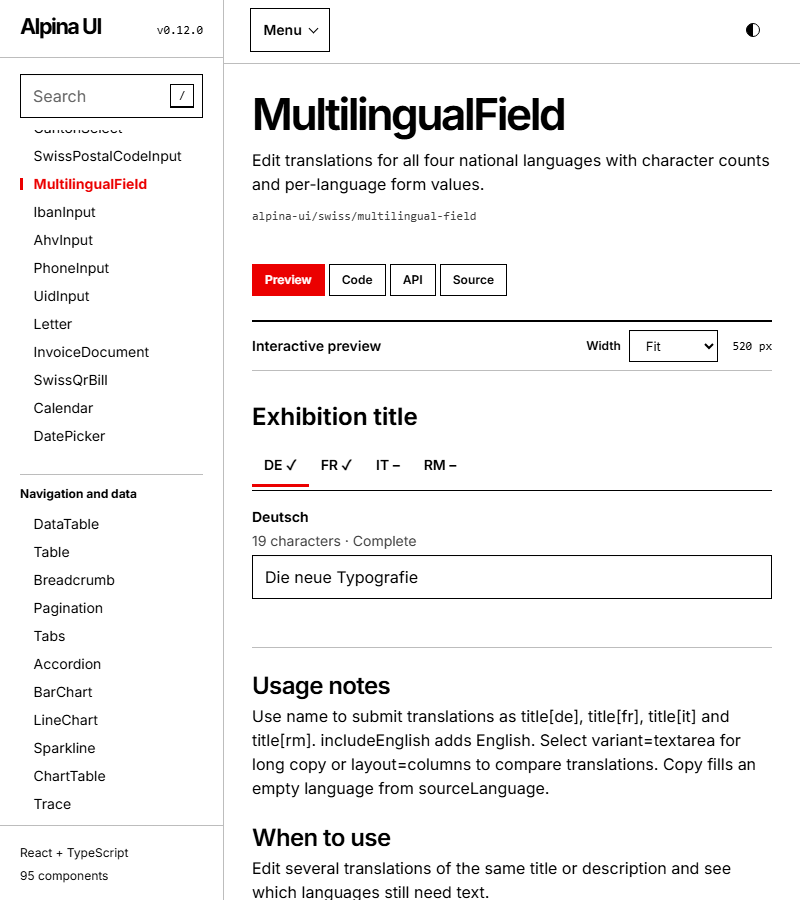 Alpina UI
v0.12.0
Search
/
CantonSelect
SwissPostalCodeInput
MultilingualField
IbanInput
AhvInput
PhoneInput
UidInput
Letter
InvoiceDocument
SwissQrBill
Calendar
DatePicker
Navigation and data
DataTable
Table
Breadcrumb
Pagination
Tabs
Accordion
BarChart
LineChart
Sparkline
ChartTable
Trace
React + TypeScript
95 components
Menu
MultilingualField
Edit translations for all four national languages with character counts
and per-language form values.
alpina-ui/swiss/multilingual-field
Preview
Code
API
Source
Interactive preview
Width
Fit
520 px
Exhibition title
DE ✓
FR ✓
IT –
RM –
Deutsch
19 characters · Complete
Die neue Typografie
Usage notes
Use name to submit translations as title[de], title[fr], title[it] and
title[rm]. includeEnglish adds English. Select variant=textarea for
long copy or layout=columns to compare translations. Copy fills an
empty language from sourceLanguage.
When to use
Edit several translations of the same title or description and see
which languages still need text.